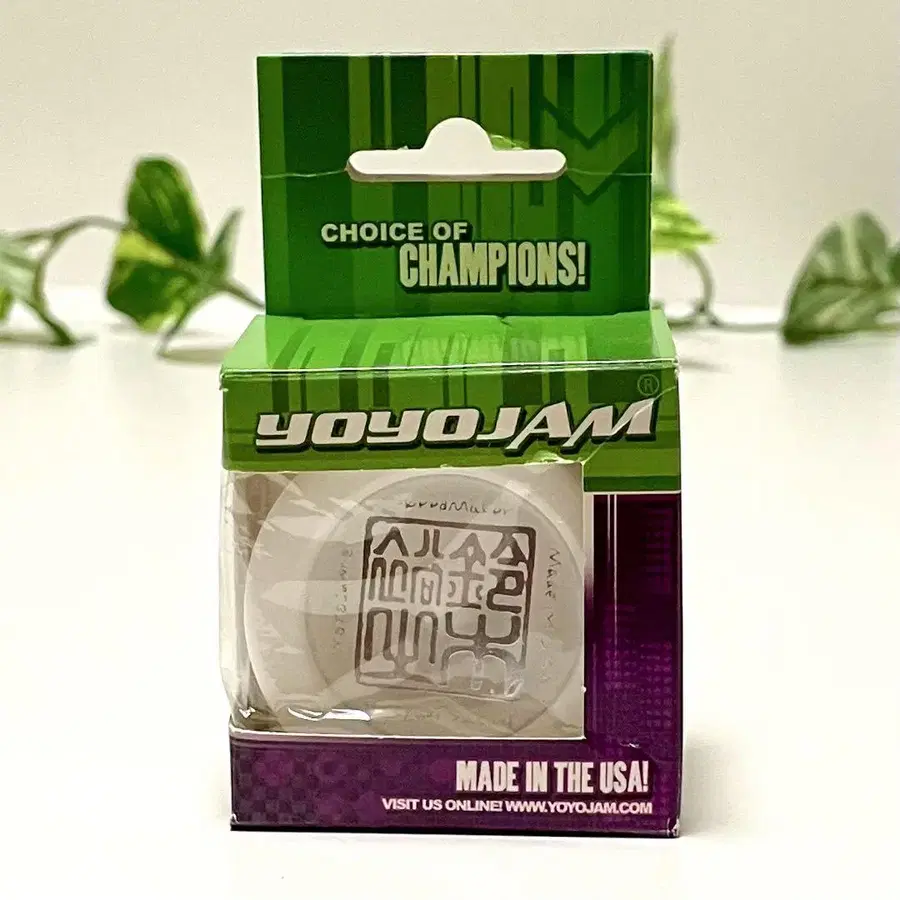 CHOICE OF
CHAMPIONS!
YOYOJAM®
MADE IN THE USA!
VISIT US ONLINE! WWW.YOYOJAM.COM